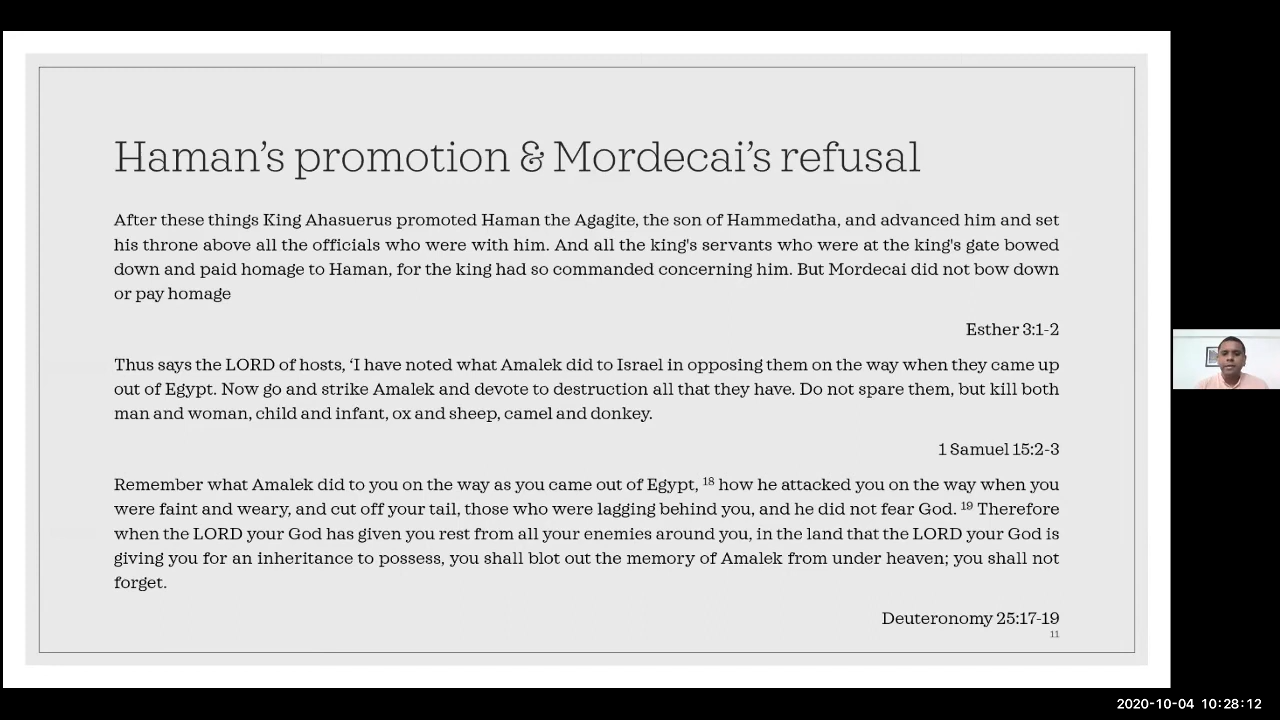 Haman’s promotion & Mordecai’s refusal
After these things King Ahasuerus promoted Haman the Agagite, the son of Hammedatha, and advanced him and set
his throne above all the officials who were with him. And all the king's servants who were at the king's gate bowed
down and paid homage to Haman, for the king had so commanded concerning him. But Mordecai did not bow down
or pay homage
Esther 3:1-2
Thus says the LORD of hosts, ‘I have noted what Amalek did to Israel in opposing them on the way when they came up
out of Egypt. Now go and strike Amalek and devote to destruction all that they have. Do not spare them, but kill both
man and woman, child and infant, ox and sheep, camel and donkey.
1 Samuel 15:2-3
Remember what Amalek did to you on the way as you came out of Egypt, 18 how he attacked you on the way when you
were faint and weary, and cut off your tail, those who were lagging behind you, and he did not fear God. 19 Therefore
when the LORD your God has given you rest from all your enemies around you, in the land that the LORD your God is
giving you for an inheritance to possess, you shall blot out the memory of Amalek from under heaven; you shall not
forget.
Deuteronomy 25:17-19
11
2020-10-04 10:28:12